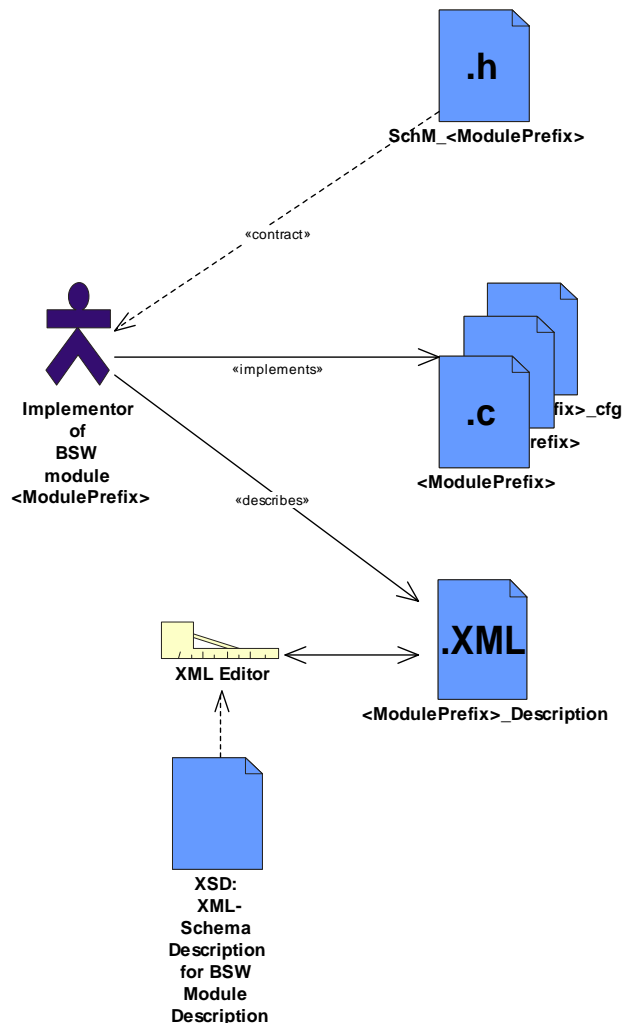 .h
SchM_<ModulePrefix>
«contract»
«implements»
Implementor
of
BSW
module
<ModulePrefix>
fix>_cfg
refix>
.c
<ModulePrefix>
«describes»
.XML
<ModulePrefix>_Description
XML Editor
XSD:
XML-
Schema
Description
for BSW
Module
Description